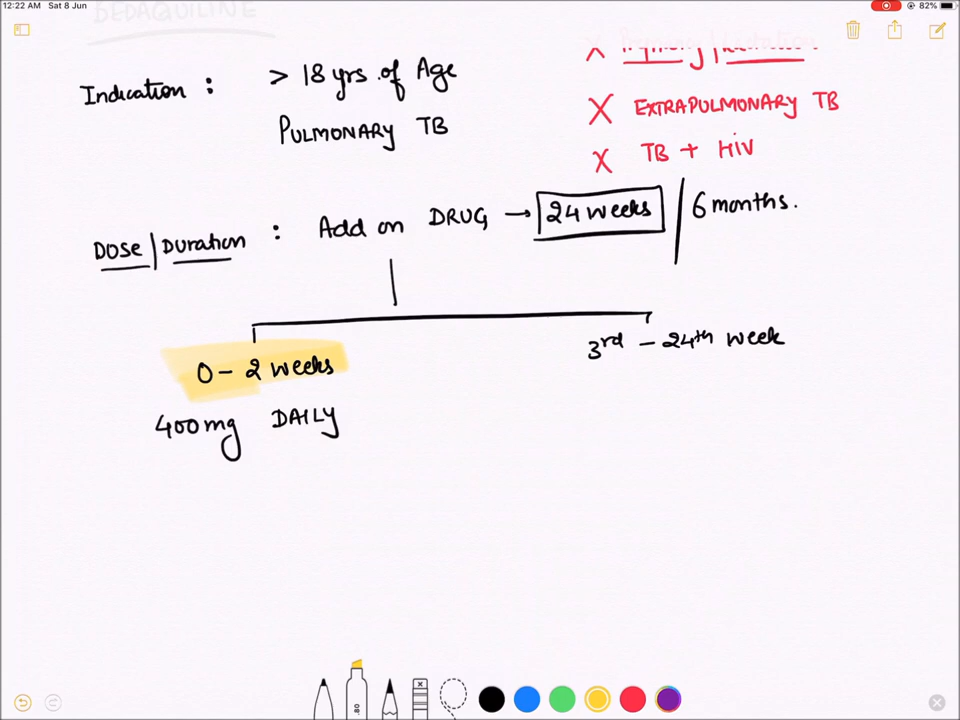 12:22 AM Sat 8 Jun
82%
BEDAQUILINE
Indication : > 18 yrs of Age
PULMONARY TB
X EXTRAPULMONARY TB
X TB + HIV
Dose/Duration : Add on DRUG → 24 weeks / 6 months.
0 - 2 weeks
3rd - 24th week
400mg DAILY
.80